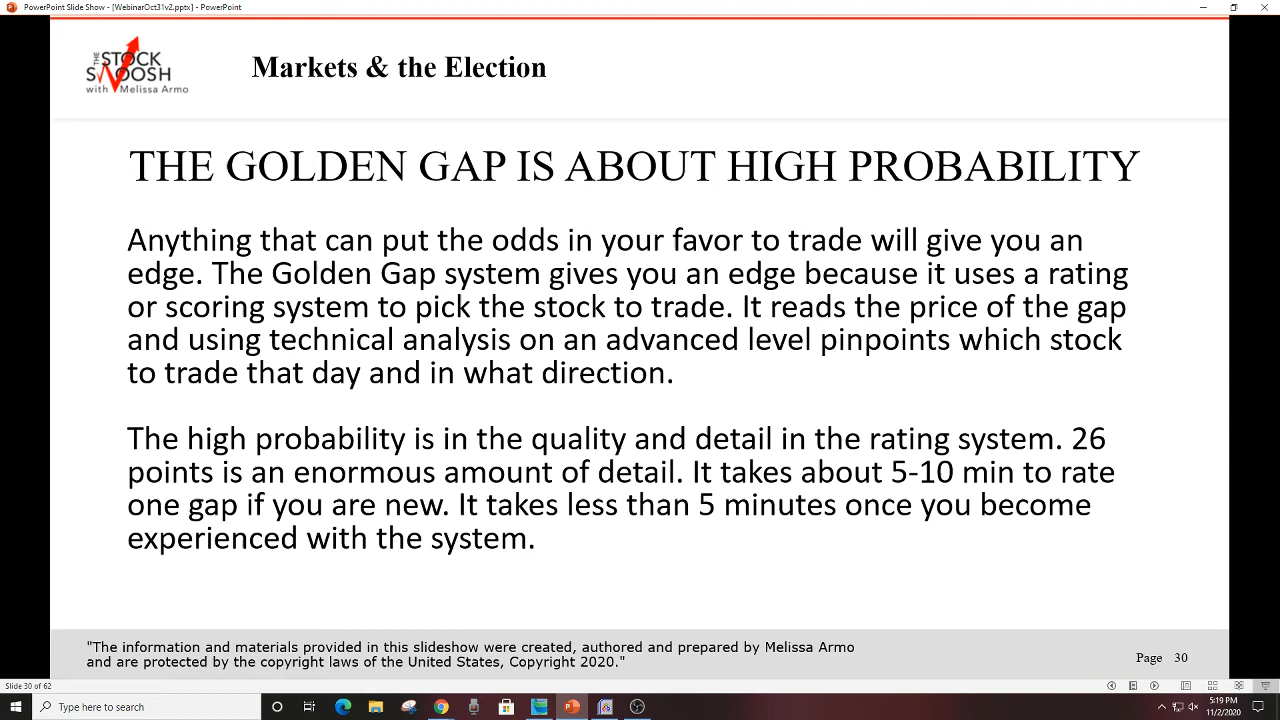 PowerPoint Slide Show - [WebinarOct31v2.pptx] - PowerPoint
THE STOCK
SWOOSH
with Melissa Armo
Markets & the Election
THE GOLDEN GAP IS ABOUT HIGH PROBABILITY
Anything that can put the odds in your favor to trade will give you an
edge. The Golden Gap system gives you an edge because it uses a rating
or scoring system to pick the stock to trade. It reads the price of the gap
and using technical analysis on an advanced level pinpoints which stock
to trade that day and in what direction.
The high probability is in the quality and detail in the rating system. 26
points is an enormous amount of detail. It takes about 5-10 min to rate
one gap if you are new. It takes less than 5 minutes once you become
experienced with the system.
"The information and materials provided in this slideshow were created, authored and prepared by Melissa Armo
and are protected by the copyright laws of the United States, Copyright 2020."
Page 30
Slide 30 of 62
Type here to search
5:19 PM
11/2/2020